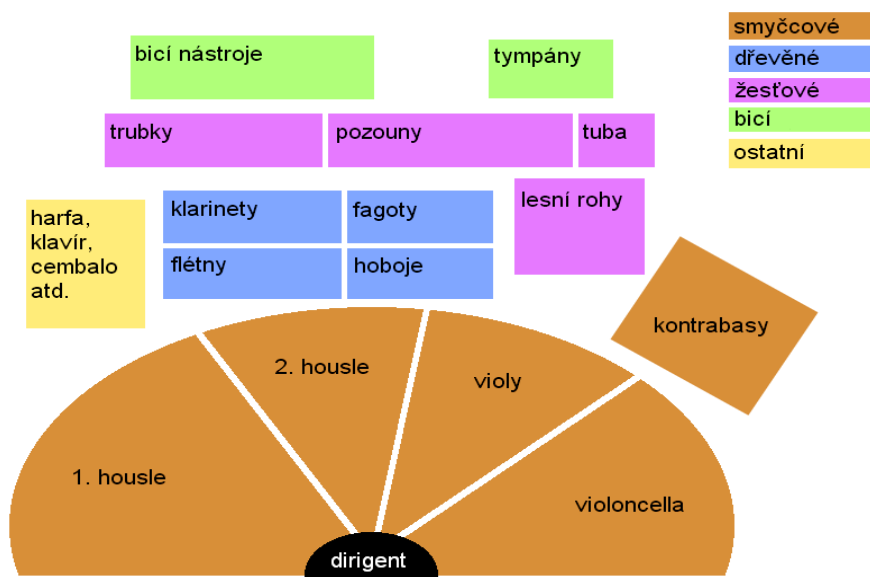 bicí nástroje
tympány
trubky
pozouny
tuba
klarinety
fagoty
lesní rohy
flétny
hoboje
harfa,
klavír,
cembalo
atd.
kontrabasy
2. housle
violy
1. housle
violoncella
dirigent
smyčcové
dřevěné
žesťové
bicí
ostatní